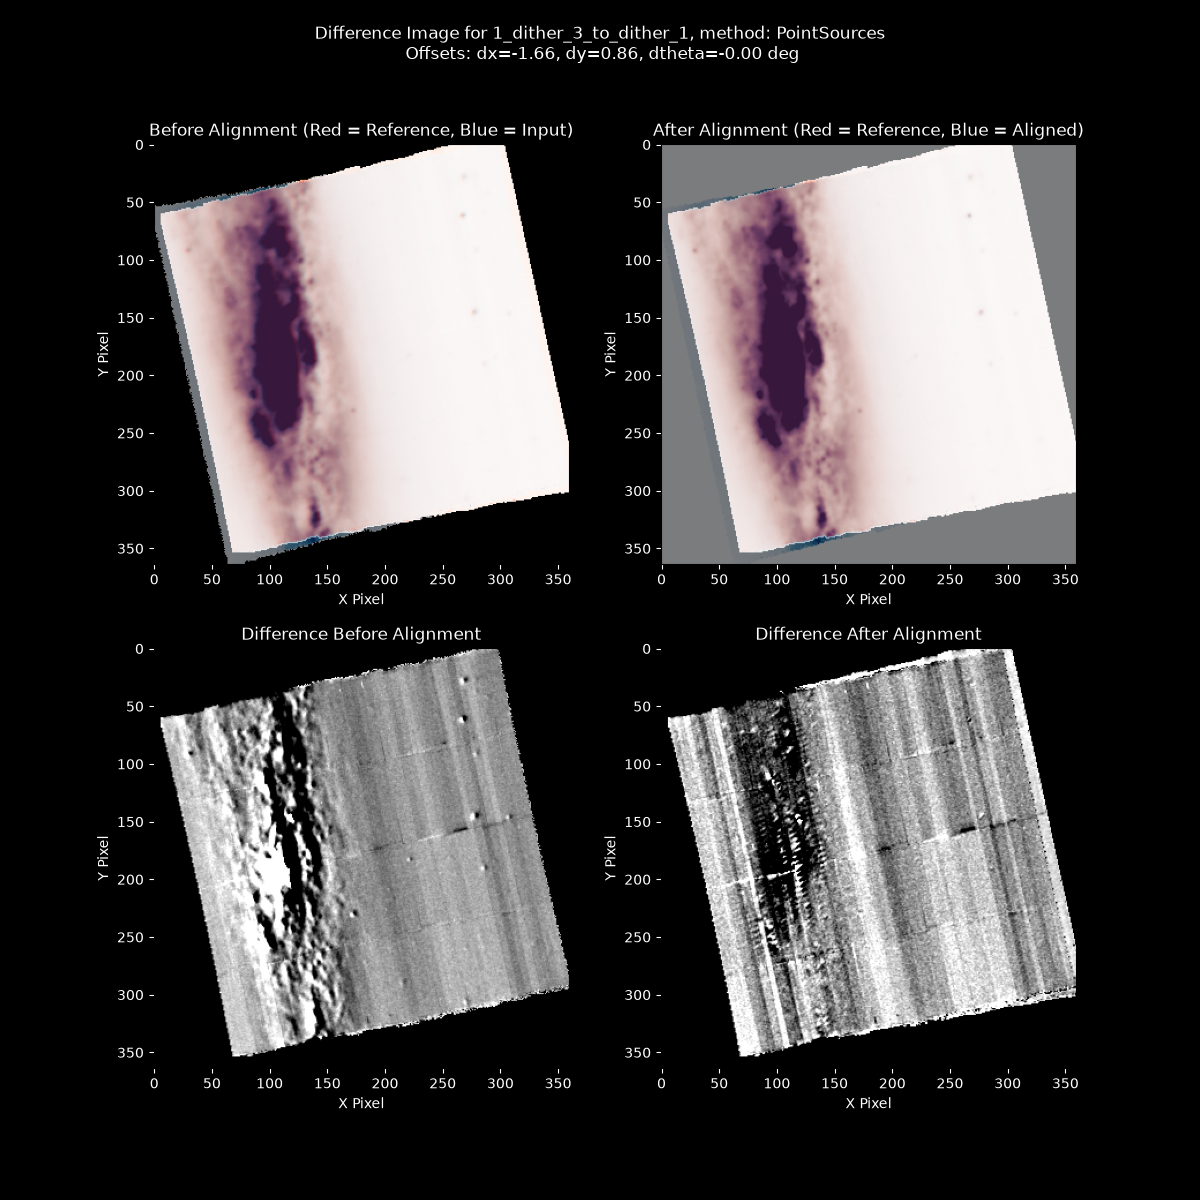 Difference Image for 1_dither_3_to_dither_1, method: PointSources
Offsets: dx=-1.66, dy=0.86, dtheta=-0.00 deg
Before Alignment (Red = Reference, Blue = Input)
0
50
100
150
200
250
300
350
Y Pixel
0 50 100 150 200 250 300 350
X Pixel
After Alignment (Red = Reference, Blue = Aligned)
0
50
100
150
200
250
300
350
Y Pixel
0 50 100 150 200 250 300 350
X Pixel
Difference Before Alignment
0
50
100
150
200
250
300
350
Y Pixel
0 50 100 150 200 250 300 350
X Pixel
Difference After Alignment
0
50
100
150
200
250
300
350
Y Pixel
0 50 100 150 200 250 300 350
X Pixel